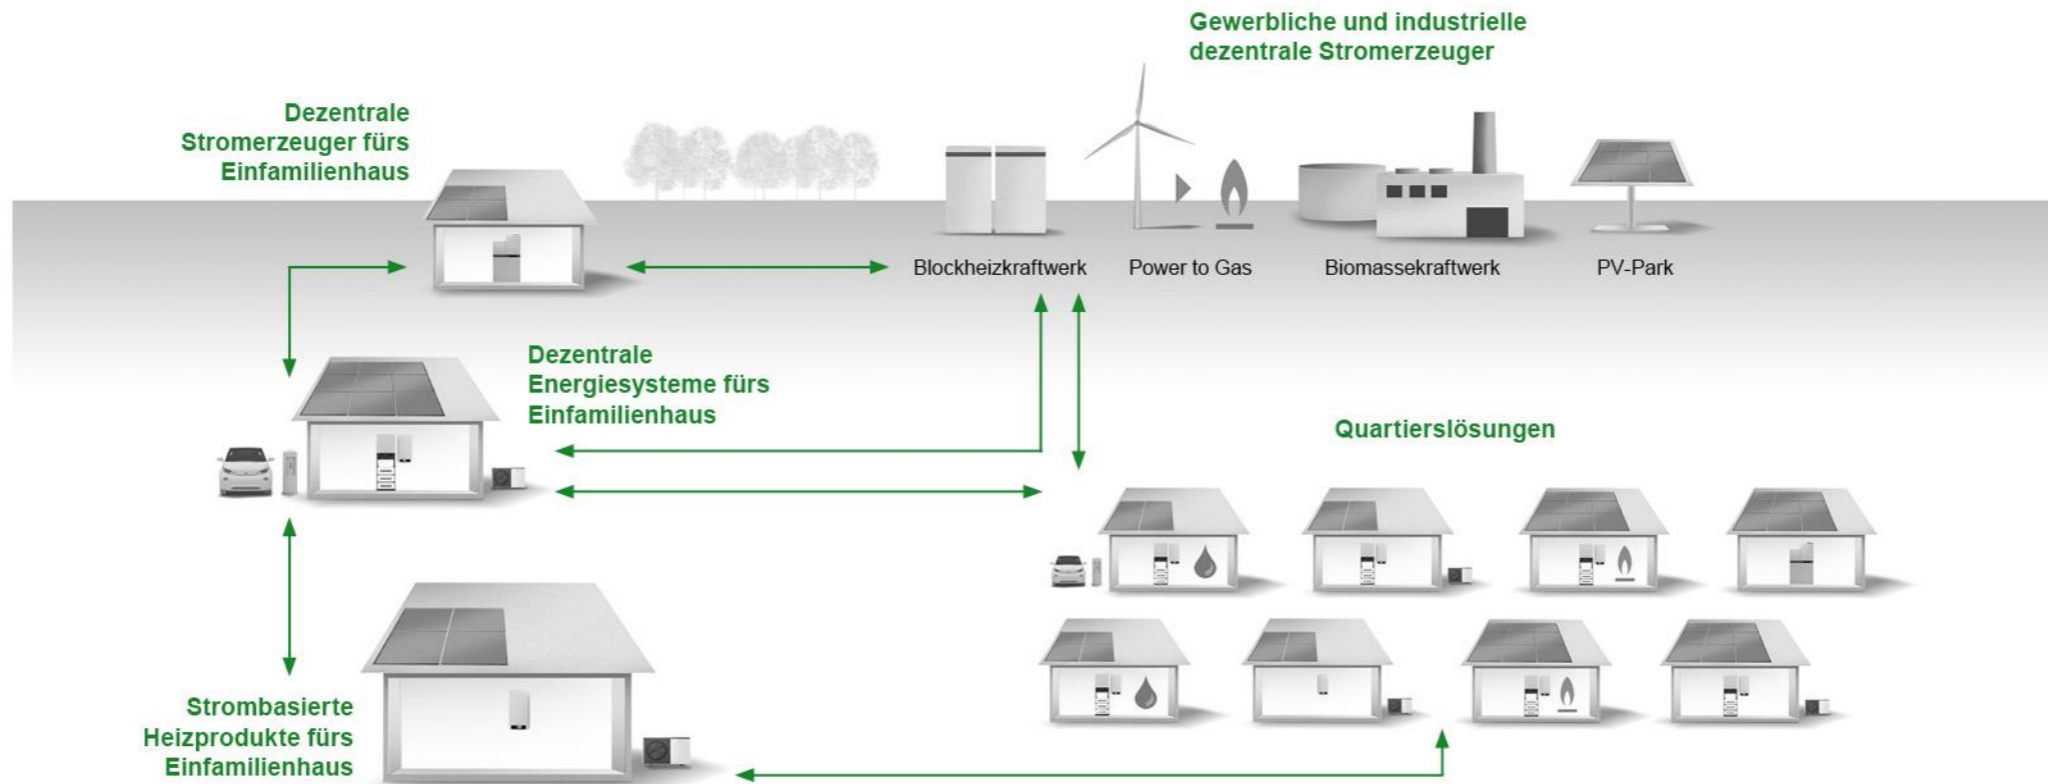 Gewerbliche und industrielle
dezentrale Stromerzeuger
Dezentrale
Stromerzeuger fürs
Einfamilienhaus
Blockheizkraftwerk
Power to Gas
Biomassekraftwerk
PV-Park
Dezentrale
Energiesysteme fürs
Einfamilienhaus
Quartierslösungen
Strombasierte
Heizprodukte fürs
Einfamilienhaus